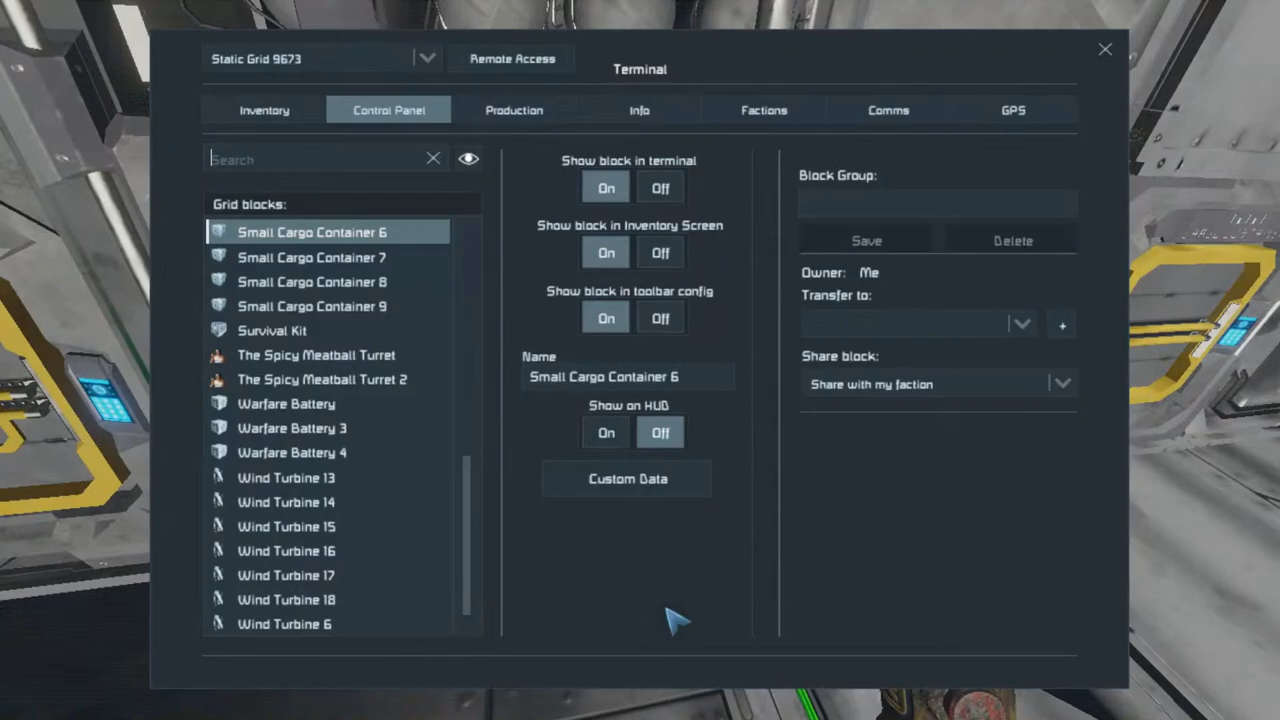 Static Grid 9673
Remote Access
Terminal
Inventory
Control Panel
Production
Info
Factions
Comms
GPS
Search
Grid blocks:
Small Cargo Container 6
Small Cargo Container 7
Small Cargo Container 8
Small Cargo Container 9
Survival Kit
The Spicy Meatball Turret
The Spicy Meatball Turret 2
Warfare Battery
Warfare Battery 3
Warfare Battery 4
Wind Turbine 13
Wind Turbine 14
Wind Turbine 15
Wind Turbine 16
Wind Turbine 17
Wind Turbine 18
Wind Turbine 6
Show block in terminal
On Off
Show block in Inventory Screen
On Off
Show block in toolbar config
On Off
Name
Small Cargo Container 6
Show on HUD
On Off
Custom Data
Block Group:
Save Delete
Owner: Me
Transfer to:
+
Share block:
Share with my faction